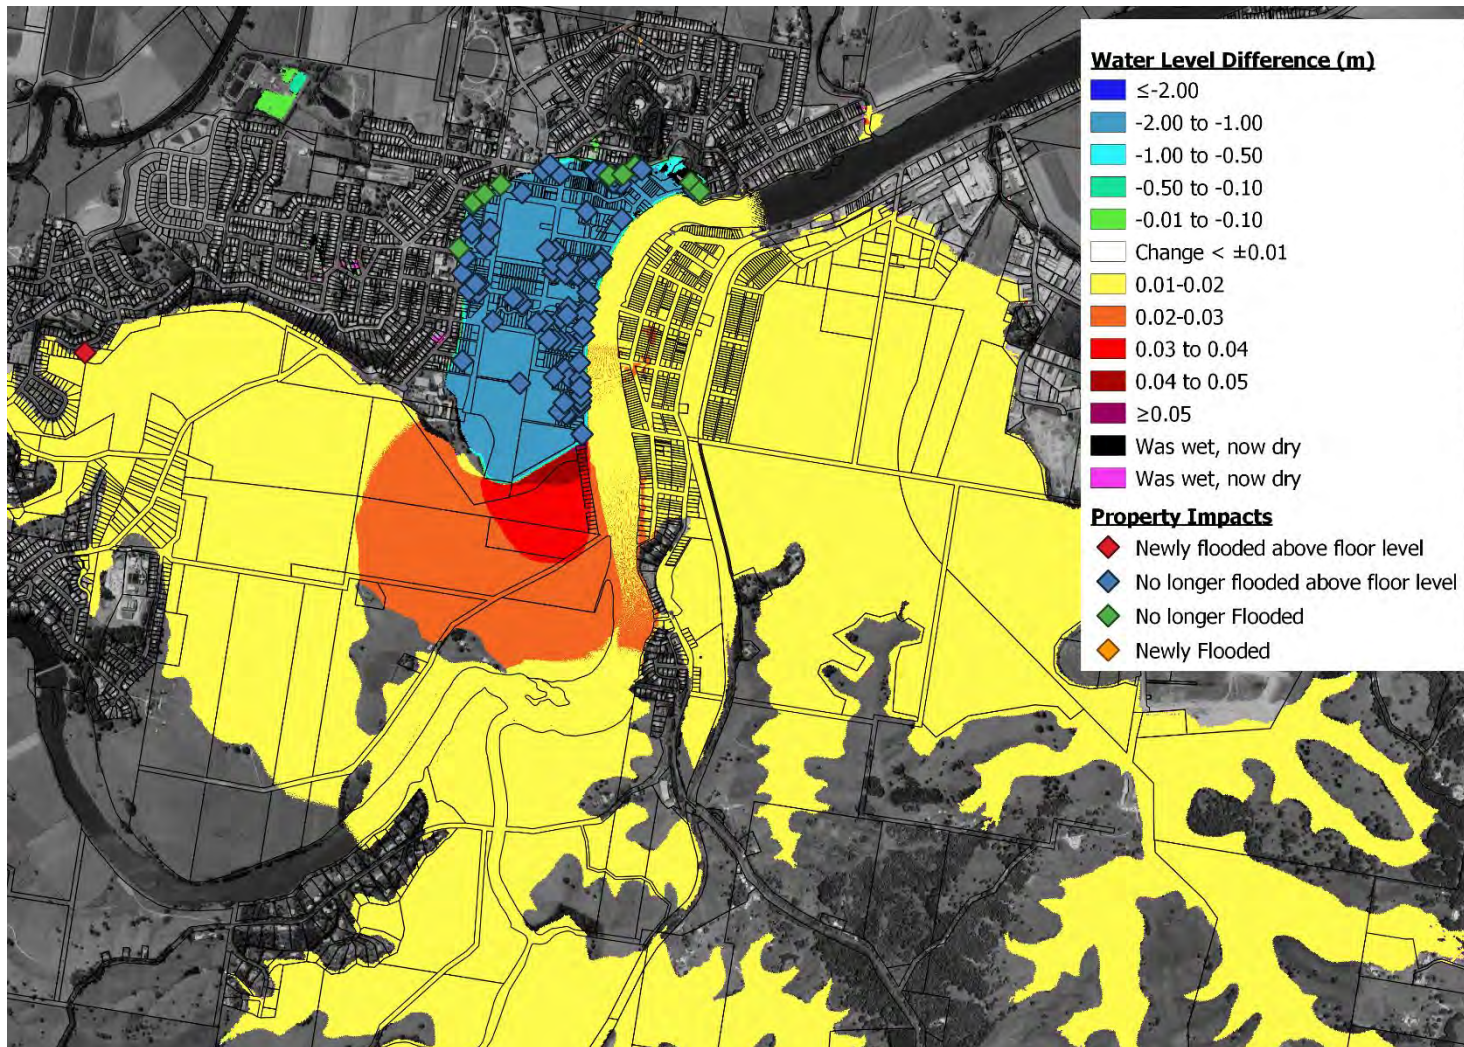 Water Level Difference (m)
≤-2.00
-2.00 to -1.00
-1.00 to -0.50
-0.50 to -0.10
-0.01 to -0.10
Change < ±0.01
0.01-0.02
0.02-0.03
0.03 to 0.04
0.04 to 0.05
≥0.05
Was wet, now dry
Was wet, now dry
Property Impacts
Newly flooded above floor level
No longer flooded above floor level
No longer Flooded
Newly Flooded